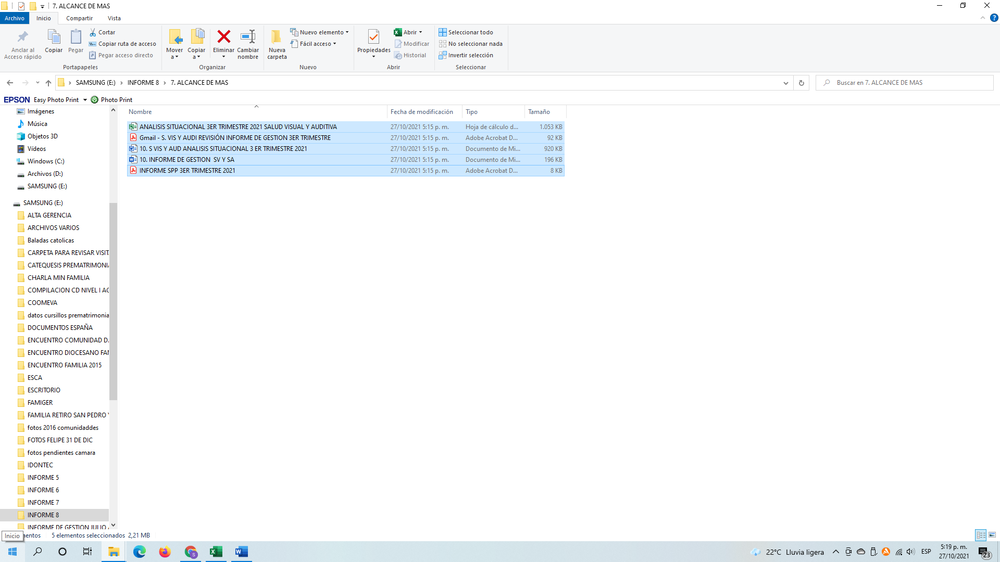 7. ALCANCE DE MAS
Archivo Inicio Compartir Vista
Anclar al Acceso rápido
Copiar
Pegar
Cortar
Copiar ruta de acceso
Pegar acceso directo
Portapapeles
Mover a
Copiar a
Eliminar
Cambiar nombre
Organizar
Nueva carpeta
Nuevo elemento
Fácil acceso
Nuevo
Propiedades
Abrir
Modificar
Historial
Abrir
Seleccionar todo
No seleccionar nada
Invertir selección
Seleccionar
SAMSUNG (E:) › INFORME 8 › 7. ALCANCE DE MAS
Buscar en 7. ALCANCE DE MAS
EPSON Easy Photo Print Photo Print
Imágenes
Música
Objetos 3D
Vídeos
Windows (C:)
Archivos (D:)
SAMSUNG (E:)
SAMSUNG (E:)
ALTA GERENCIA
ARCHIVOS VARIOS
Baladas catolicas
CARPETA PARA REVISAR VISIT
CATEQUESIS PREMATRIMONIA
CHARLA MIN FAMILIA
COMPILACION CD NIVEL I AC
COOMEVA
datos cursillos prematrimonia
DOCUMENTOS ESPAÑA
ENCUENTRO COMUNIDAD D.
ENCUENTRO DIOCESANO FAM
ENCUENTRO FAMILIA 2015
ESCA
ESCRITORIO
FAMIGER
FAMILIA RETIRO SAN PEDRO Y
fotos 2016 comunidaddes
FOTOS FELIPE 31 DE DIC
fotos pendientes camara
IDONTEC
INFORME 5
INFORME 6
INFORME 7
INFORME 8
INFORME DE GESTION JULIO
Nombre Fecha de modificación Tipo Tamaño
ANALISIS SITUACIONAL 3ER TRIMESTRE 2021 SALUD VISUAL Y AUDITIVA 27/10/2021 5:15 p. m. Hoja de cálculo d... 1.053 KB
Gmail - S. VIS Y AUDI REVISIÓN INFORME DE GESTION 3ER TRIMESTRE 27/10/2021 5:15 p. m. Adobe Acrobat D... 92 KB
10. S VIS Y AUD ANALISIS SITUACIONAL 3 ER TRIMESTRE 2021 27/10/2021 5:15 p. m. Documento de Mi... 920 KB
10. INFORME DE GESTION SV Y SA 27/10/2021 5:15 p. m. Documento de Mi... 196 KB
INFORME SPP 3ER TRIMESTRE 2021 27/10/2021 5:15 p. m. Adobe Acrobat D... 8 KB
Inicio
mentos 5 elementos seleccionados 2,21 MB
S
22°C Lluvia ligera ESP
5:19 p. m.
27/10/2021
23